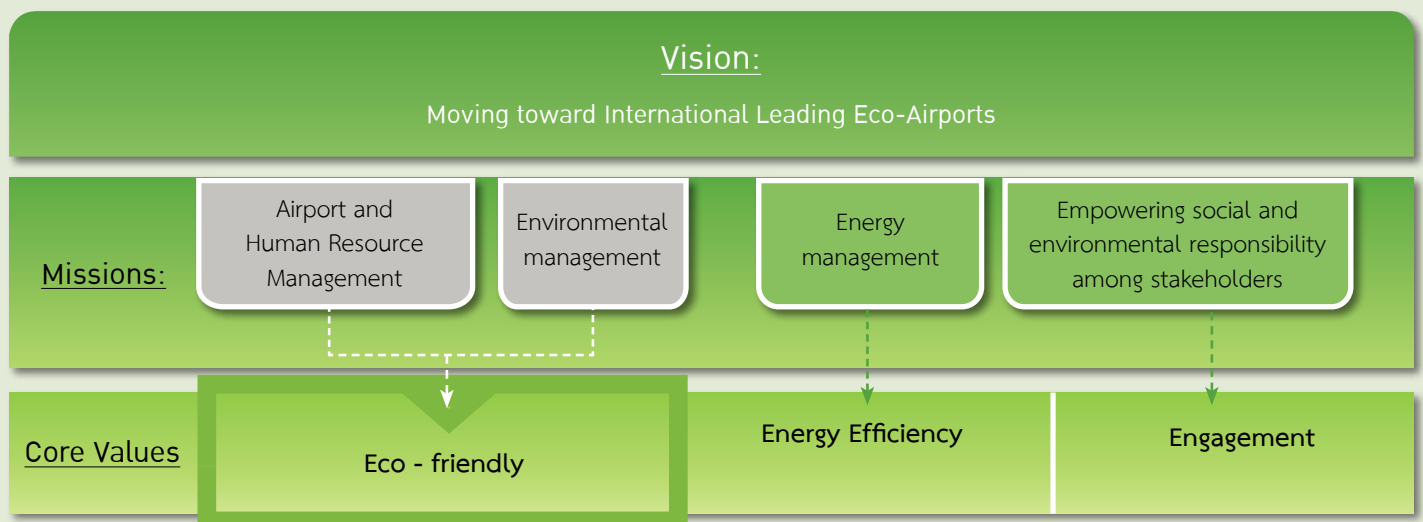 Vision:
Moving toward International Leading Eco-Airports
Missions:
Airport and
Human Resource
Management
Environmental
management
Energy
management
Empowering social and
environmental responsibility
among stakeholders
Core Values
Eco - friendly
Energy Efficiency
Engagement